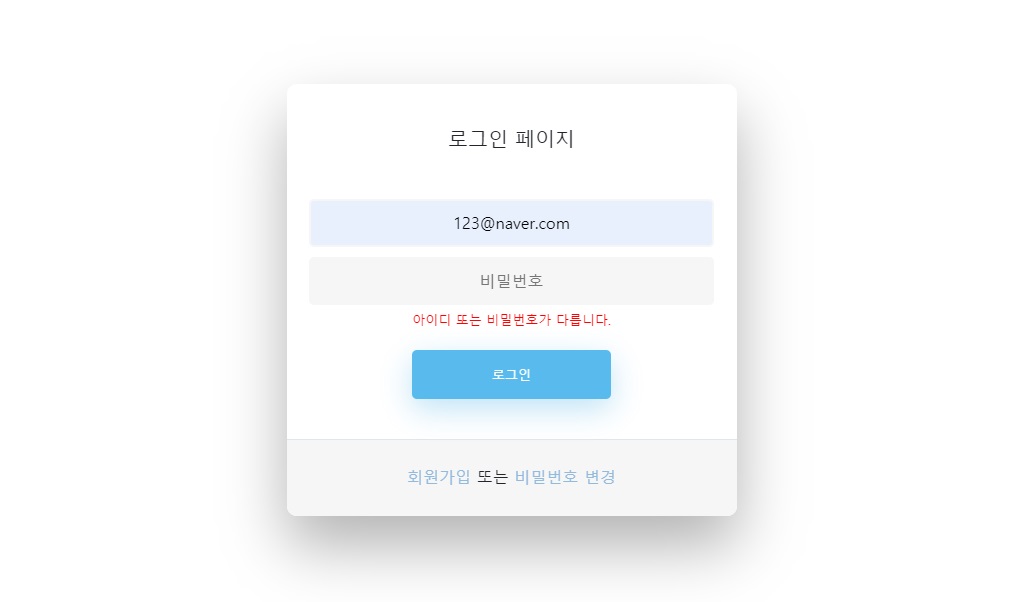 로그인 페이지
123@naver.com
비밀번호
아이디 또는 비밀번호가 다릅니다.
로그인
회원가입 또는 비밀번호 변경